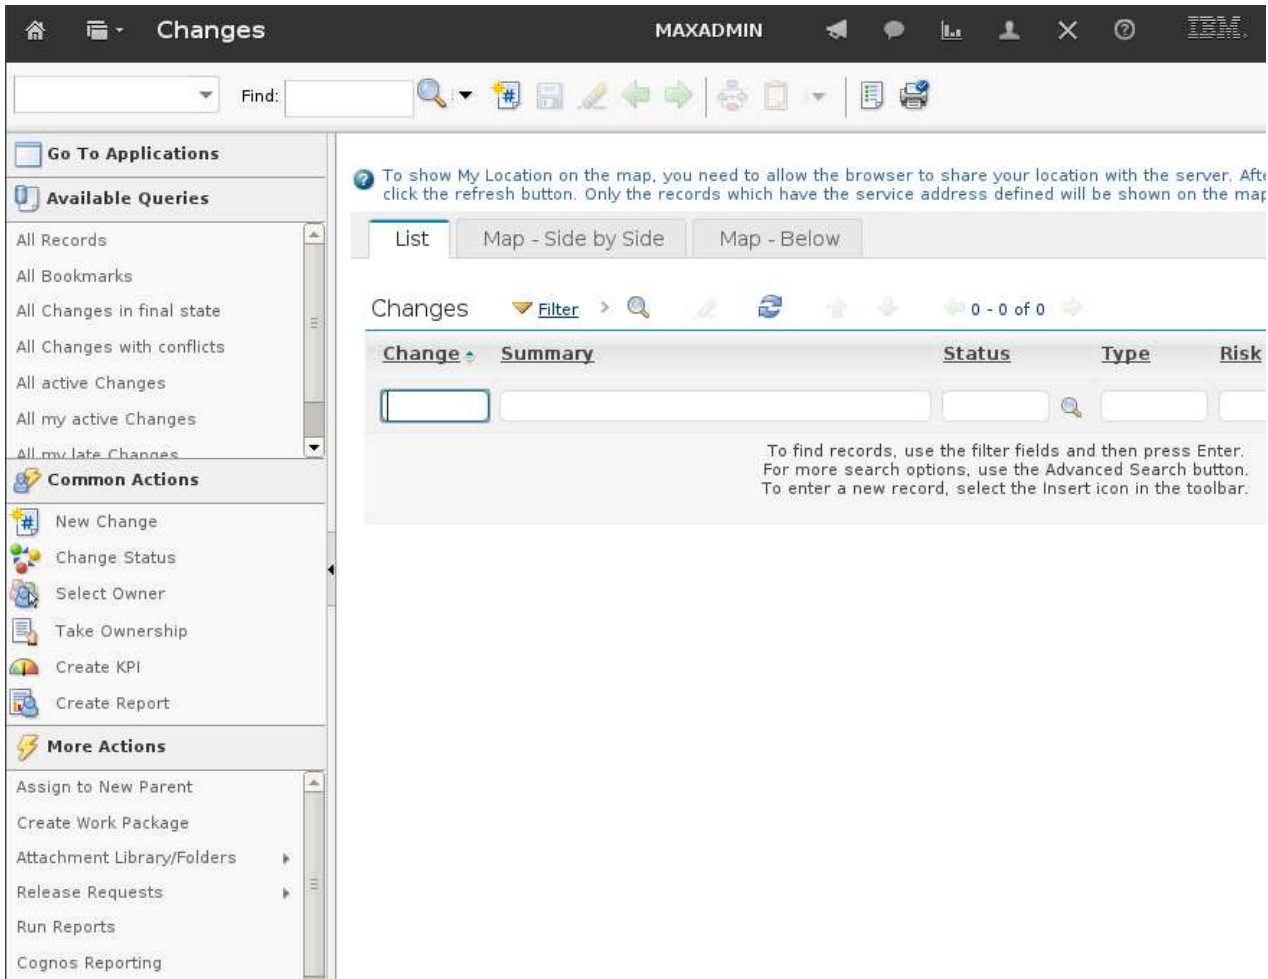 Changes
MAXADMIN
IBM.
Find:
Go To Applications
Available Queries
All Records
All Bookmarks
All Changes in final state
All Changes with conflicts
All active Changes
All my active Changes
All my late Changes
Common Actions
New Change
Change Status
Select Owner
Take Ownership
Create KPI
Create Report
More Actions
Assign to New Parent
Create Work Package
Attachment Library/Folders
Release Requests
Run Reports
Cognos Reporting
To show My Location on the map, you need to allow the browser to share your location with the server. Afte
click the refresh button. Only the records which have the service address defined will be shown on the map
List Map - Side by Side Map - Below
Changes Filter > 0 - 0 of 0
Change Summary Status Type Risk
To find records, use the filter fields and then press Enter.
For more search options, use the Advanced Search button.
To enter a new record, select the Insert icon in the toolbar.